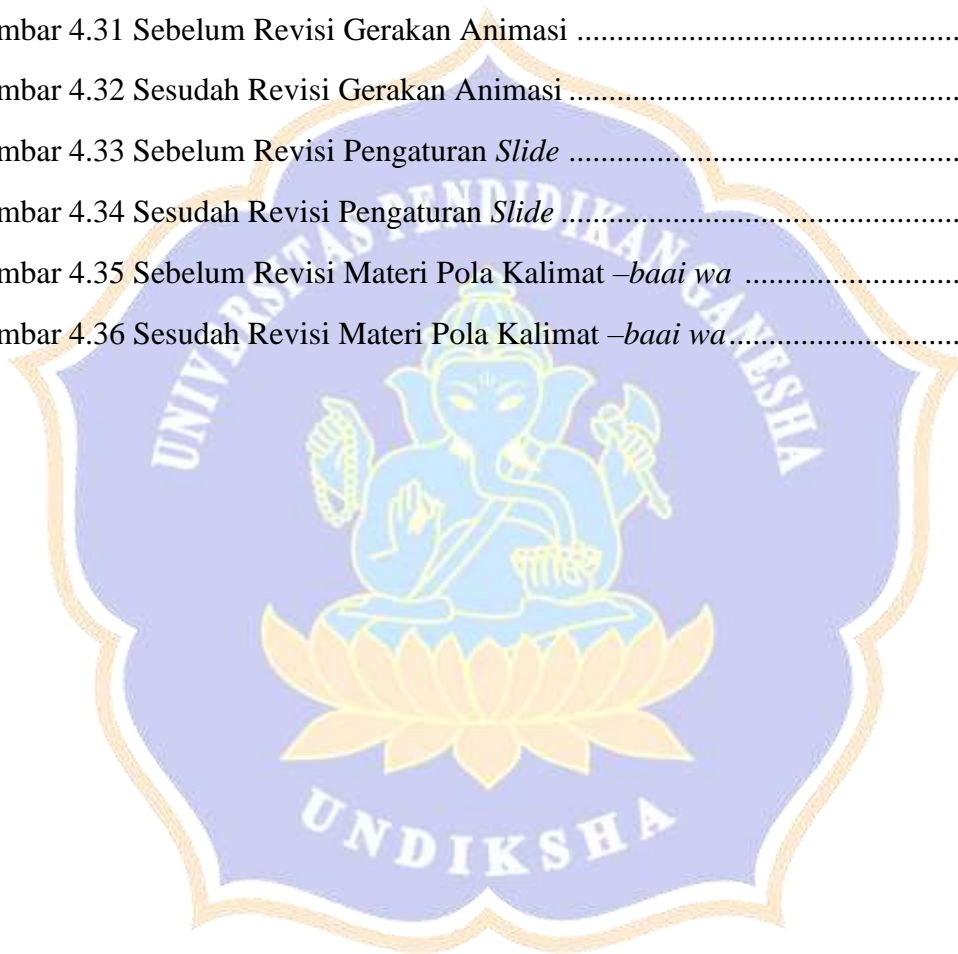 mbar 4.31 Sebelum Revisi Gerakan Animasi ...............................................
mbar 4.32 Sesudah Revisi Gerakan Animasi ................................................
mbar 4.33 Sebelum Revisi Pengaturan Slide ................................................
mbar 4.34 Sesudah Revisi Pengaturan Slide .................................................
mbar 4.35 Sebelum Revisi Materi Pola Kalimat –baai wa ...........................
mbar 4.36 Sesudah Revisi Materi Pola Kalimat –baai wa.............................
UNIVERSITAS PENDIDIKAN GANESHA
UNDIKSHA